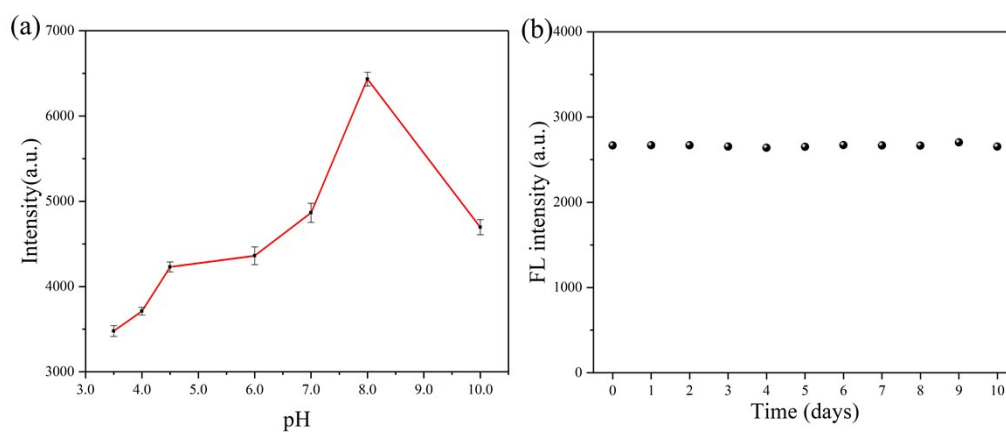 (a)
7000
6000
5000
4000
3000
Intensity(a.u.)
3.0 4.0 5.0 6.0 7.0 8.0 9.0 10.0
pH
(b)
4000
3000
2000
1000
0
FL intensity (a.u.)
0 1 2 3 4 5 6 7 8 9 10
Time (days)